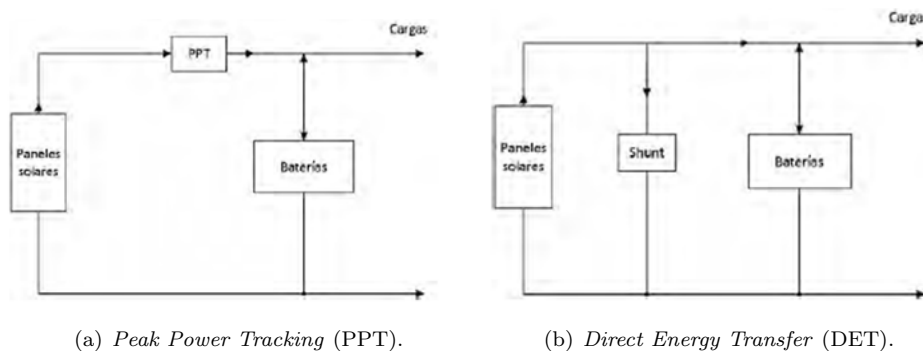 Cargas
PPT
Paneles
solares
Baterías
(a) Peak Power Tracking (PPT).
Cargas
Paneles
solares
Shunt
Baterías
(b) Direct Energy Transfer (DET).